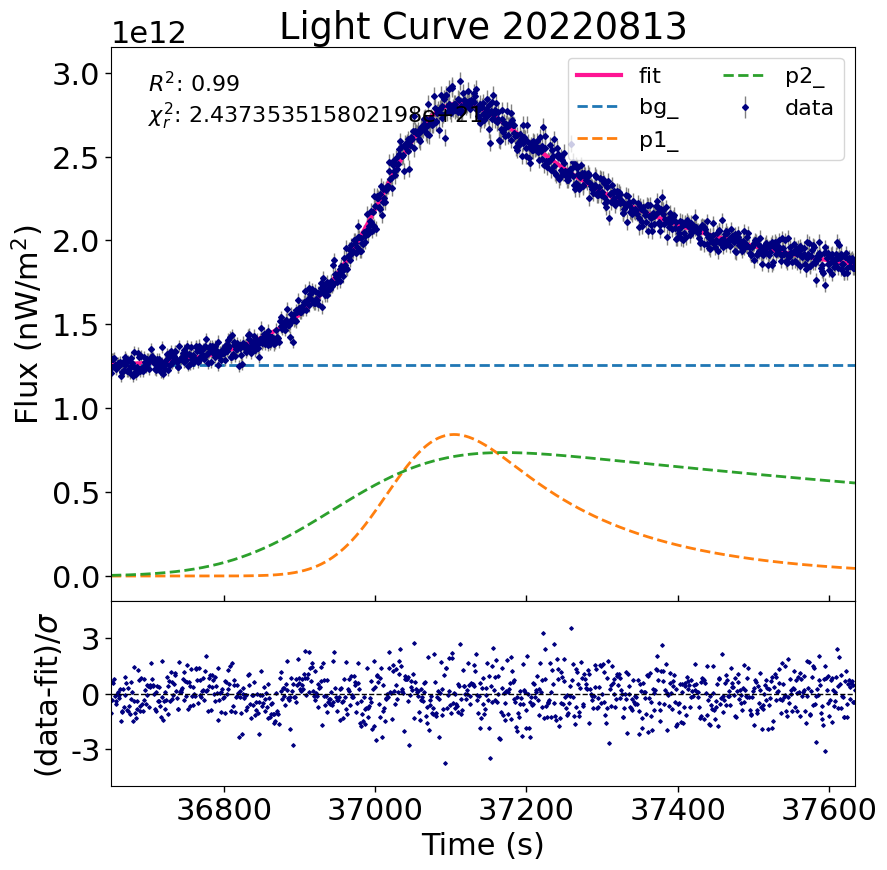 Light Curve 20220813
1e12
R²: 0.99
χ²ᵣ: 2.437353515802198e+21
fit
bg_
p1_
p2_
data
Flux (nW/m²)
3.0
2.5
2.0
1.5
1.0
0.5
0.0
(data-fit)/σ
3
0
-3
36800 37000 37200 37400 37600
Time (s)